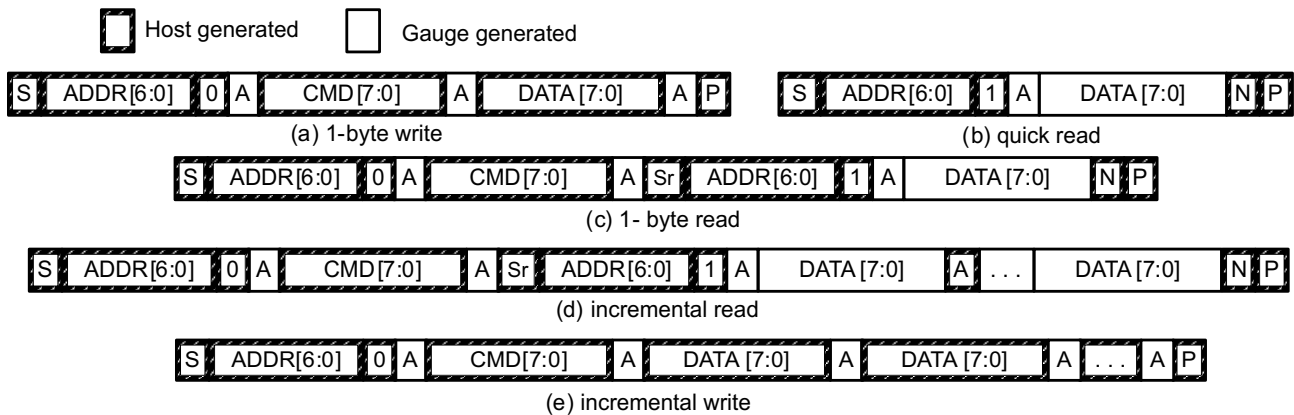 Host generated Gauge generated
S ADDR[6:0] 0 A CMD[7:0] A DATA[7:0] A P
(a) 1-byte write
S ADDR[6:0] 1 A DATA[7:0] N P
(b) quick read
S ADDR[6:0] 0 A CMD[7:0] A Sr ADDR[6:0] 1 A DATA[7:0] N P
(c) 1- byte read
S ADDR[6:0] 0 A CMD[7:0] A Sr ADDR[6:0] 1 A DATA[7:0] A . . . DATA[7:0] N P
(d) incremental read
S ADDR[6:0] 0 A CMD[7:0] A DATA[7:0] A DATA[7:0] A . . . A P
(e) incremental write